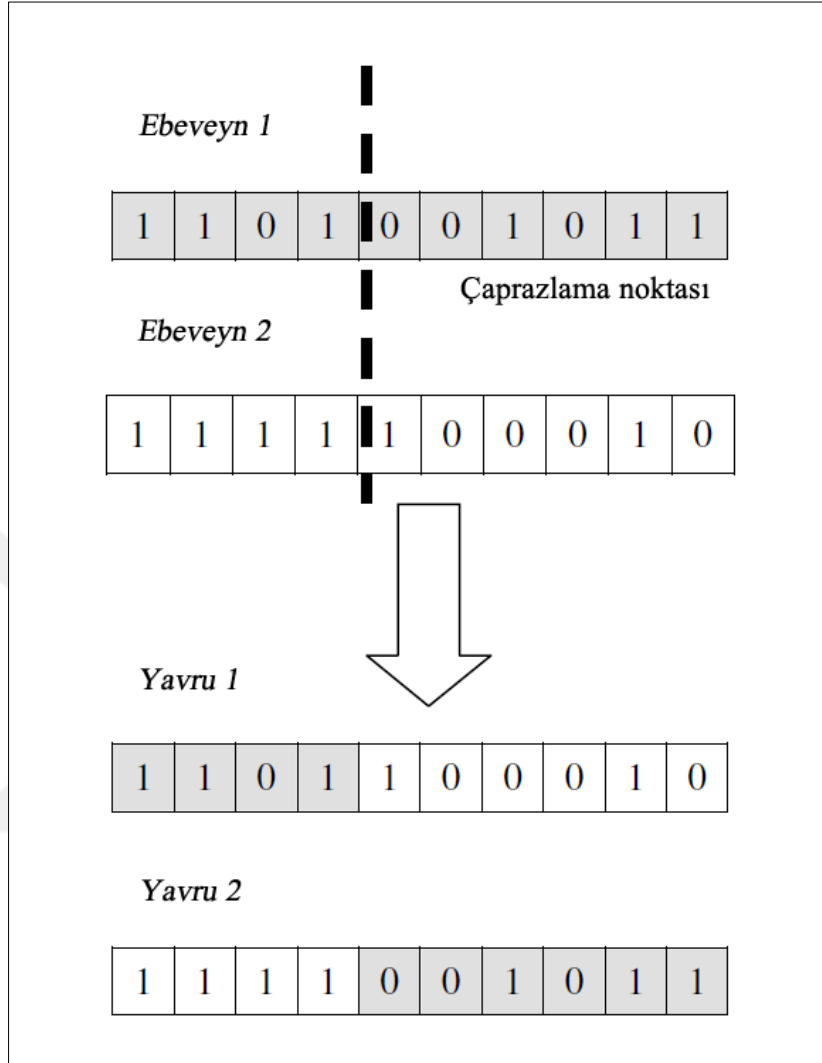 Ebeveyn 1
1 1 0 1 0 0 1 0 1 1
Çaprazlama noktası
Ebeveyn 2
1 1 1 1 1 0 0 0 1 0
Yavru 1
1 1 0 1 1 0 0 0 1 0
Yavru 2
1 1 1 1 0 0 1 0 1 1